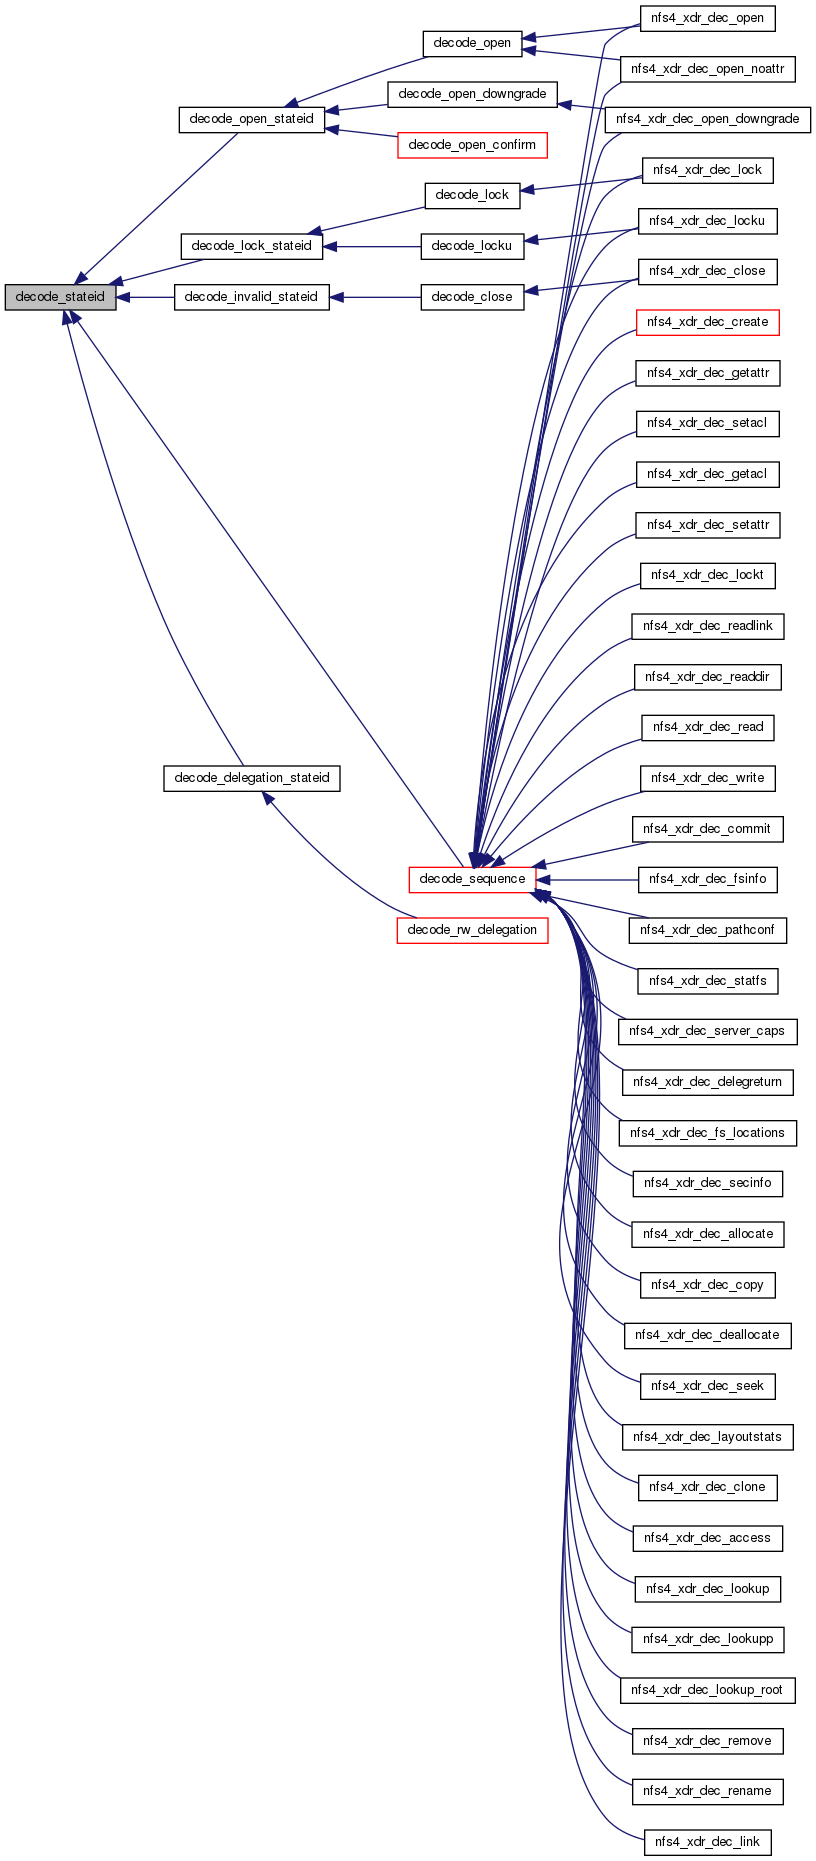 nfs4_xdr_dec_open
decode_open
nfs4_xdr_dec_open_noattr
decode_open_downgrade
decode_open_stateid
nfs4_xdr_dec_open_downgrade
decode_open_confirm
nfs4_xdr_dec_lock
decode_lock
nfs4_xdr_dec_locku
decode_lock_stateid
decode_locku
nfs4_xdr_dec_close
decode_stateid
decode_invalid_stateid
decode_close
nfs4_xdr_dec_create
nfs4_xdr_dec_getattr
nfs4_xdr_dec_setacl
nfs4_xdr_dec_getacl
nfs4_xdr_dec_setattr
nfs4_xdr_dec_lockt
nfs4_xdr_dec_readlink
nfs4_xdr_dec_readdir
nfs4_xdr_dec_read
decode_delegation_stateid
nfs4_xdr_dec_write
nfs4_xdr_dec_commit
decode_sequence
nfs4_xdr_dec_fsinfo
decode_rw_delegation
nfs4_xdr_dec_pathconf
nfs4_xdr_dec_statfs
nfs4_xdr_dec_server_caps
nfs4_xdr_dec_delegreturn
nfs4_xdr_dec_fs_locations
nfs4_xdr_dec_secinfo
nfs4_xdr_dec_allocate
nfs4_xdr_dec_copy
nfs4_xdr_dec_deallocate
nfs4_xdr_dec_seek
nfs4_xdr_dec_layoutstats
nfs4_xdr_dec_clone
nfs4_xdr_dec_access
nfs4_xdr_dec_lookup
nfs4_xdr_dec_lookupp
nfs4_xdr_dec_lookup_root
nfs4_xdr_dec_remove
nfs4_xdr_dec_rename
nfs4_xdr_dec_link